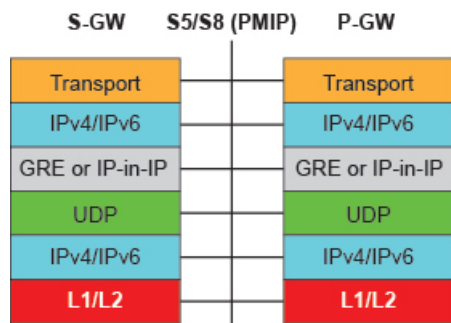 S-GW S5/S8 (PMIP) P-GW
Transport Transport
IPv4/IPv6 IPv4/IPv6
GRE or IP-in-IP GRE or IP-in-IP
UDP UDP
IPv4/IPv6 IPv4/IPv6
L1/L2 L1/L2